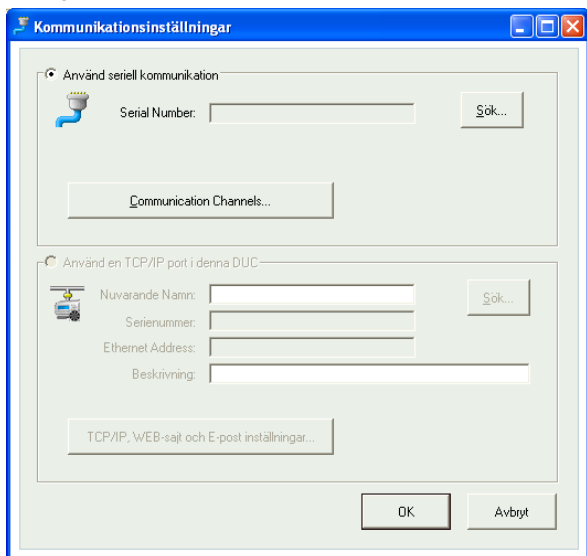 Kommunikationsinställningar
Använd seriell kommunikation
Serial Number:
Sök...
Communication Channels...
Använd en TCP/IP port i denna DUC
Nuvarande Namn:
Sök...
Serienummer:
Ethernet Address:
Beskrivning:
TCP/IP, WEB-sajt och E-post inställningar...
OK
Avbryt